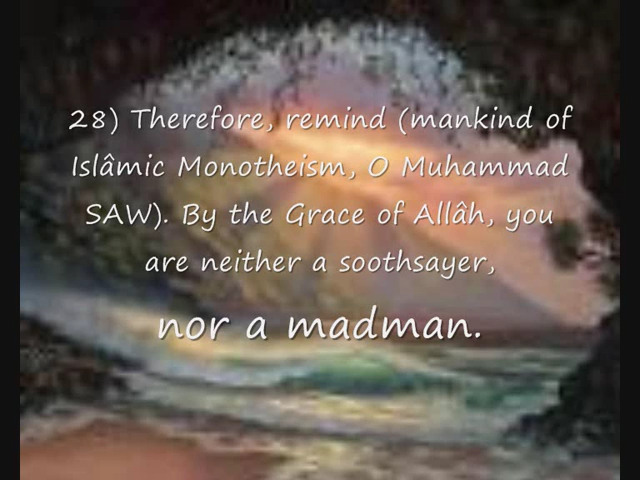 28) Therefore, remind (mankind of
Islâmic Monotheism, O Muhammad
SAW). By the Grace of Allâh, you
are neither a soothsayer,
nor a madman.